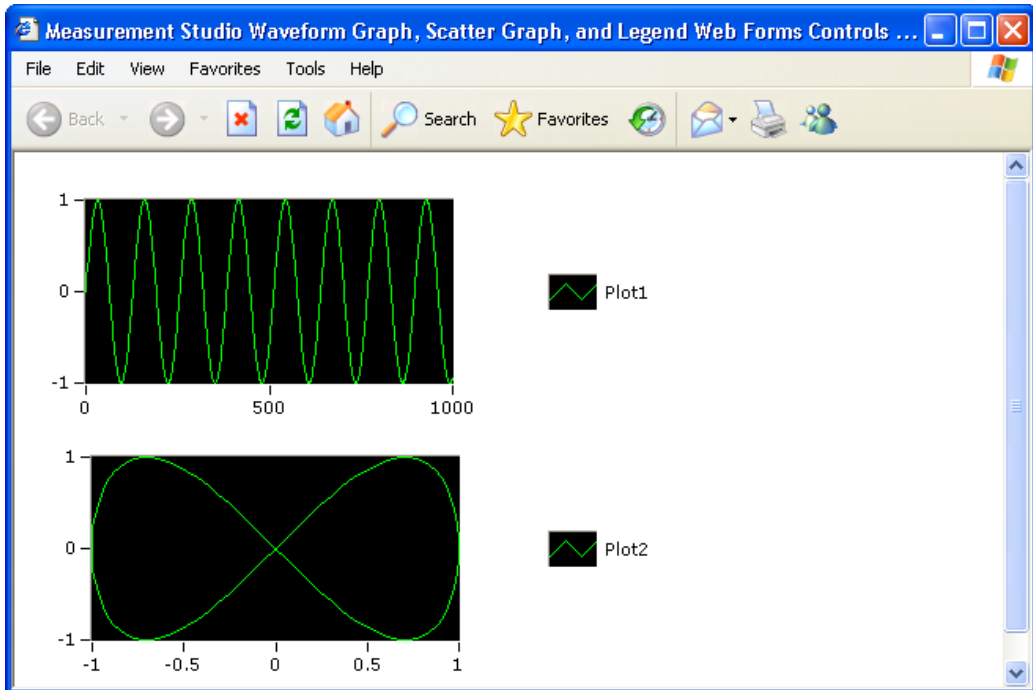 Measurement Studio Waveform Graph, Scatter Graph, and Legend Web Forms Controls ...
File Edit View Favorites Tools Help
Back Search Favorites
1
0
-1
0 500 1000
Plot1
1
0
-1
-1 -0.5 0 0.5 1
Plot2